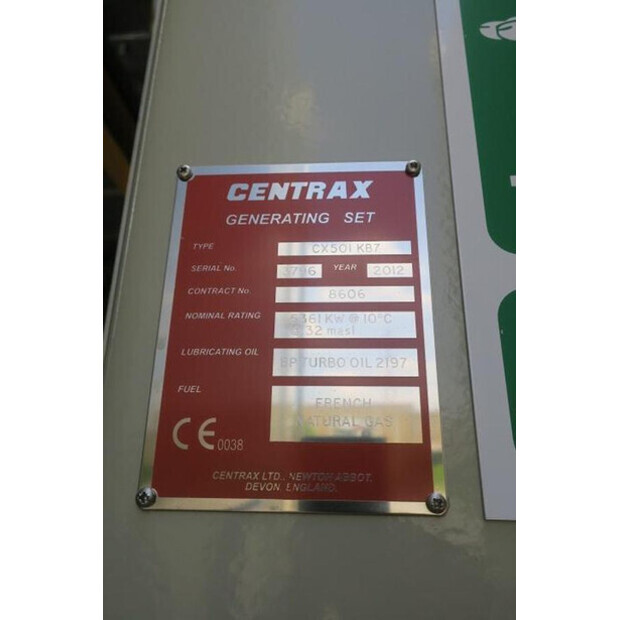 CENTRAX
GENERATING SET
TYPE CX501 KB7
SERIAL No. 3796 YEAR 2012
CONTRACT No. 8606
NOMINAL RATING 5361 KW @ 10°C
32 masl
LUBRICATING OIL BP TURBO OIL 2197
FUEL FRENCH
NATURAL GAS
CE 0038
CENTRAX LTD., NEWTON ABBOT,
DEVON, ENGLAND.